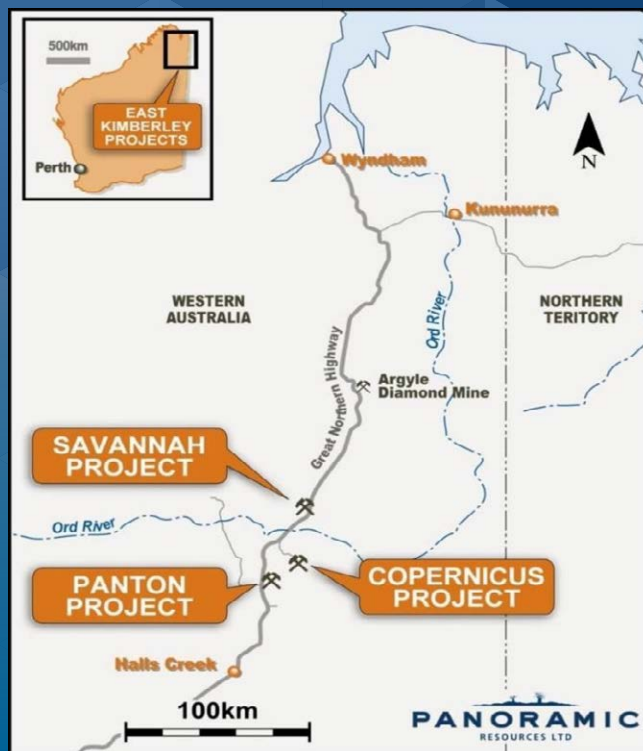 500km
EAST
KIMBERLEY
PROJECTS
Perth
N
Wyndham
Kununurra
WESTERN
AUSTRALIA
NORTHERN
TERITORY
Ord River
Great Northern Highway
Argyle
Diamond Mine
SAVANNAH
PROJECT
Ord River
PANTON
PROJECT
COPERNICUS
PROJECT
Halls Creek
100km
PANORAMIC
RESOURCES LTD